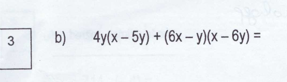 3 b) 4y(x – 5y) + (6x – y)(x – 6y) =